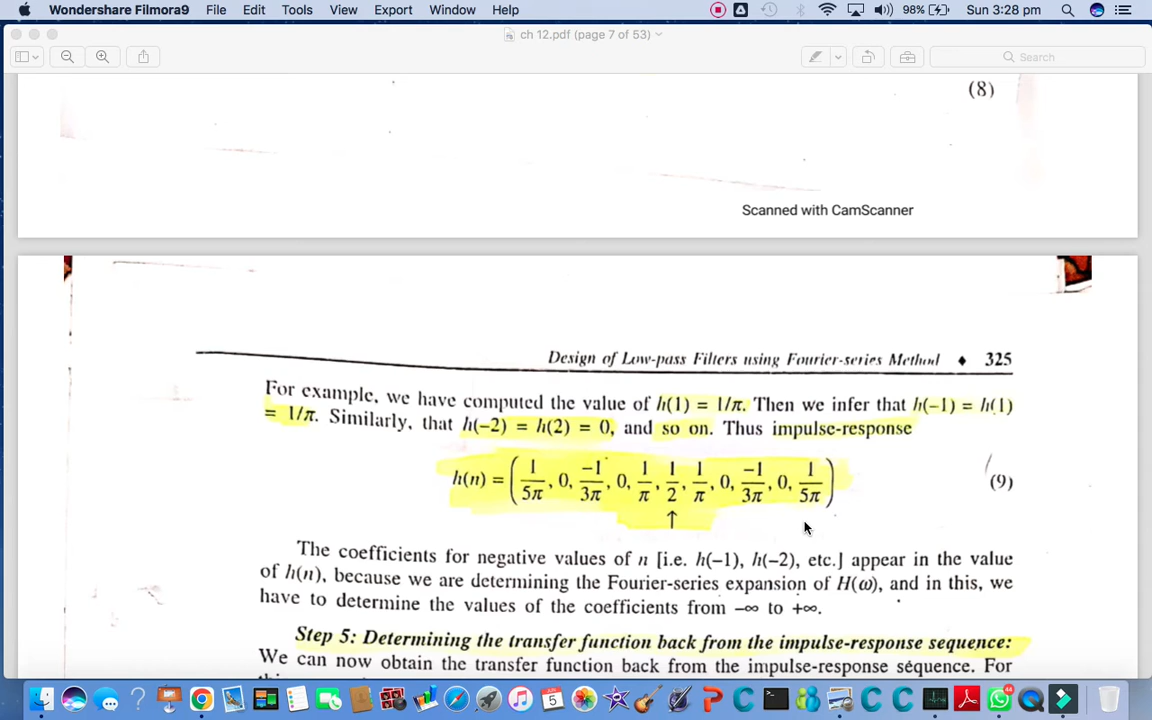 Wondershare Filmora9 File Edit Tools View Export Window Help 98% Sun 3:28 pm
ch 12.pdf (page 7 of 53)
Search
(8)
Scanned with CamScanner
Design of Low-pass Filters using Fourier-series Method ◆ 325
For example, we have computed the value of h(1) = 1/π. Then we infer that h(−1) = h(1)
= 1/π. Similarly, that h(−2) = h(2) = 0, and so on. Thus impulse-response
h(n) = (1/5π, 0, −1/3π, 0, 1/π, 1/2, 1/π, 0, −1/3π, 0, 1/5π) (9)
↑
The coefficients for negative values of n [i.e. h(−1), h(−2), etc.] appear in the value
of h(n), because we are determining the Fourier-series expansion of H(ω), and in this, we
have to determine the values of the coefficients from −∞ to +∞.
Step 5: Determining the transfer function back from the impulse-response sequence:
We can now obtain the transfer function back from the impulse-response sequence. For